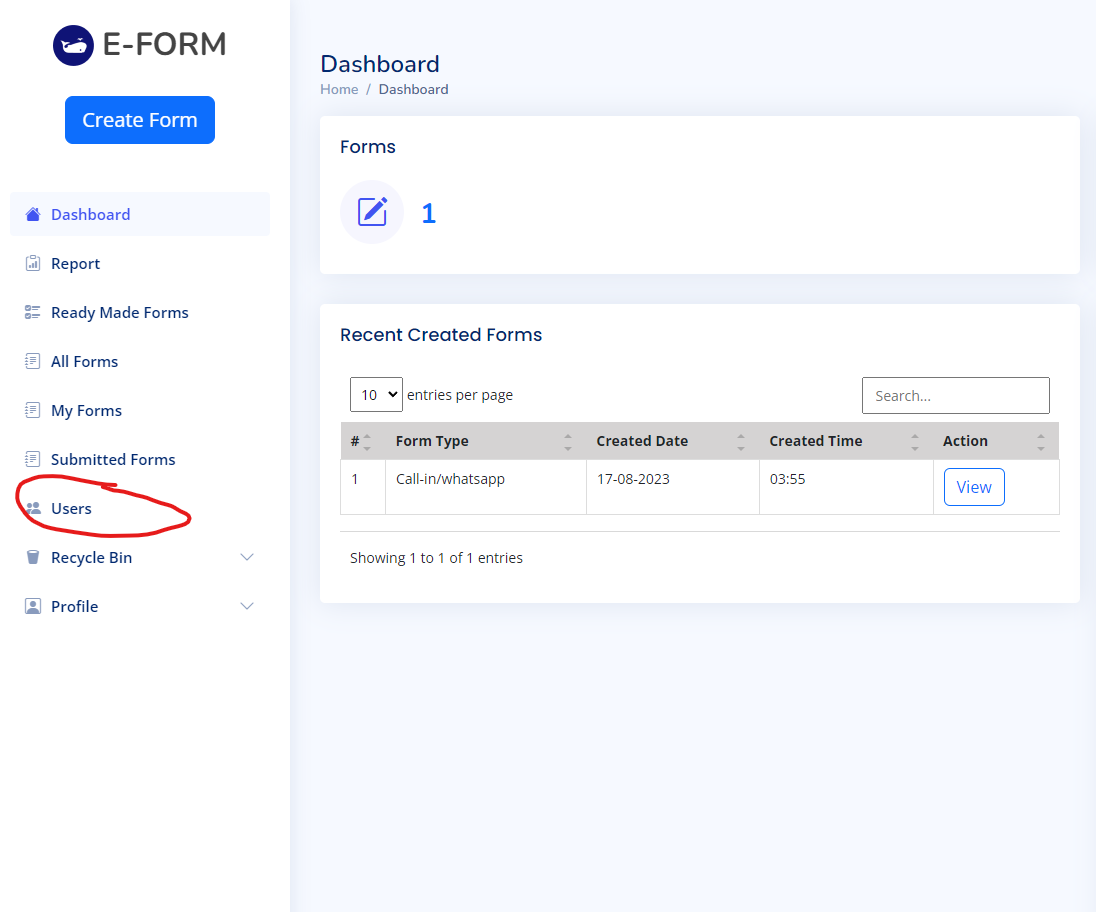 E-FORM
Create Form
Dashboard
Report
Ready Made Forms
All Forms
My Forms
Submitted Forms
Users
Recycle Bin
Profile
Dashboard
Home / Dashboard
Forms
1
Recent Created Forms
10 entries per page Search...
# Form Type Created Date Created Time Action
1 Call-in/whatsapp 17-08-2023 03:55 View
Showing 1 to 1 of 1 entries